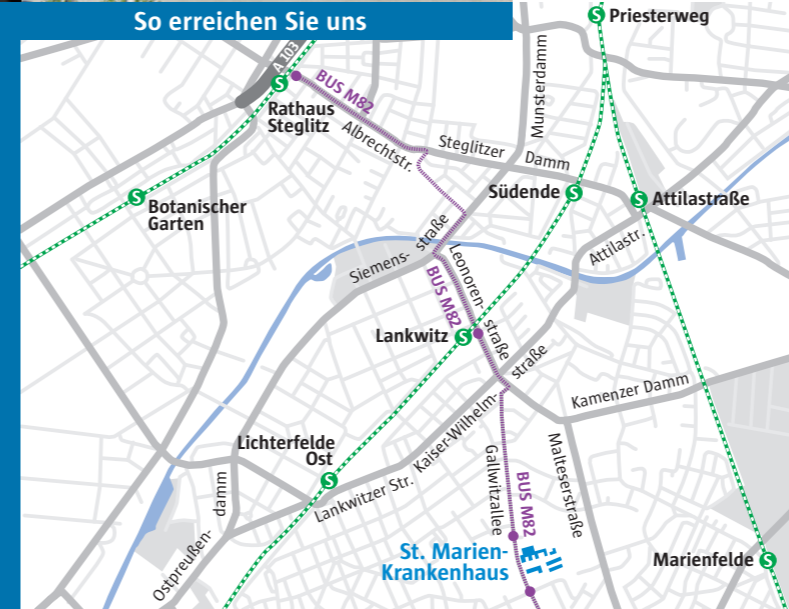 So erreichen Sie uns
S Priesterweg
A 103
S
BUS M82
Rathaus
Steglitz
Albrechtstr.
Steglitzer Damm
Munsterdamm
Südende S
S Attilastraße
S
Botanischer
Garten
Siemens-
straße
Attilastr.
Leonoren-
straße
BUS M82
Lankwitz S
Kaiser-Wilhelm-
straße
Kamenzer Damm
Lichterfelde
Ost
S
Lankwitzer Str.
Ostpreußen-
damm
Gallwitzallee
BUS M82
Malteserstraße
St. Marien-
Krankenhaus
Marienfelde S